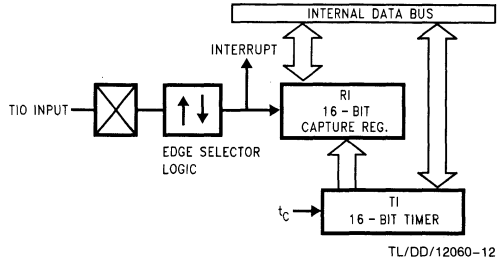 INTERNAL DATA BUS
INTERRUPT
TIO INPUT
RI
16-BIT
CAPTURE REG.
EDGE SELECTOR
LOGIC
tC
TI
16-BIT TIMER
TL/DD/12060-12